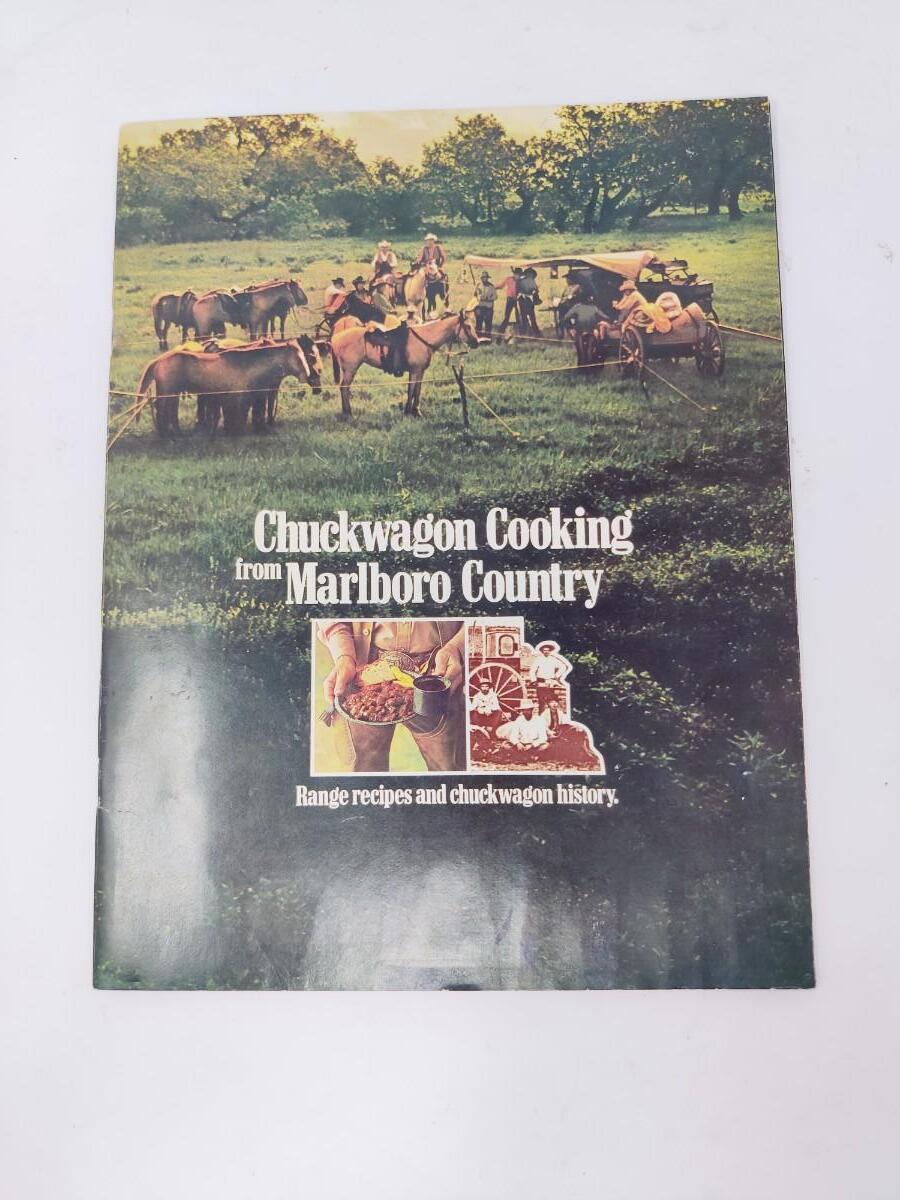 Chuckwagon Cooking
from Marlboro Country
Range recipes and chuckwagon history.